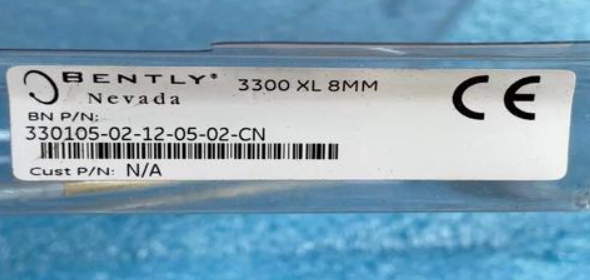 BENTLY® 3300 XL 8MM
Nevada
CE
BN P/N:
330105-02-12-05-02-CN
Cust P/N: N/A